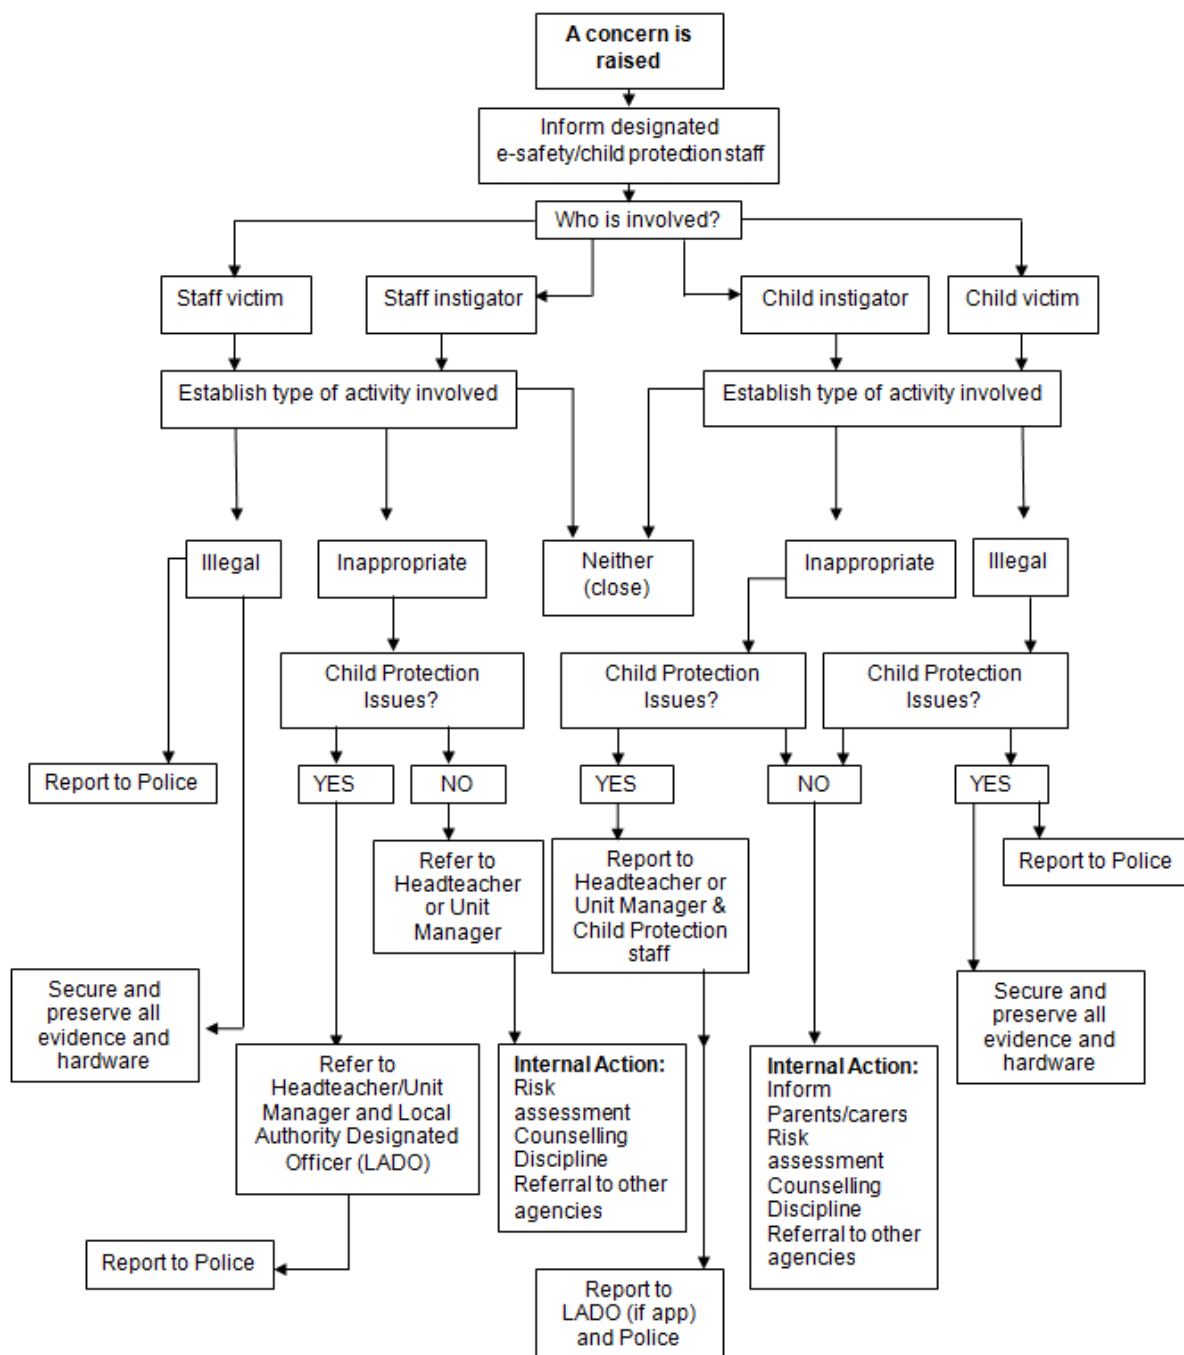 A concern is
raised
Inform designated
e-safety/child protection staff
Who is involved?
Staff victim
Staff instigator
Child instigator
Child victim
Establish type of activity involved
Establish type of activity involved
Illegal
Inappropriate
Neither
(close)
Inappropriate
Illegal
Child Protection
Issues?
Child Protection
Issues?
Child Protection
Issues?
Report to Police
YES
NO
YES
NO
YES
Refer to
Headteacher
or Unit
Manager
Report to
Headteacher or
Unit Manager &
Child Protection
staff
Report to Police
Secure and
preserve all
evidence and
hardware
Secure and
preserve all
evidence and
hardware
Refer to
Headteacher/Unit
Manager and Local
Authority Designated
Officer (LADO)
Internal Action:
Risk
assessment
Counselling
Discipline
Referral to other
agencies
Internal Action:
Inform
Parents/carers
Risk
assessment
Counselling
Discipline
Referral to other
agencies
Report to Police
Report to
LADO (if app)
and Police